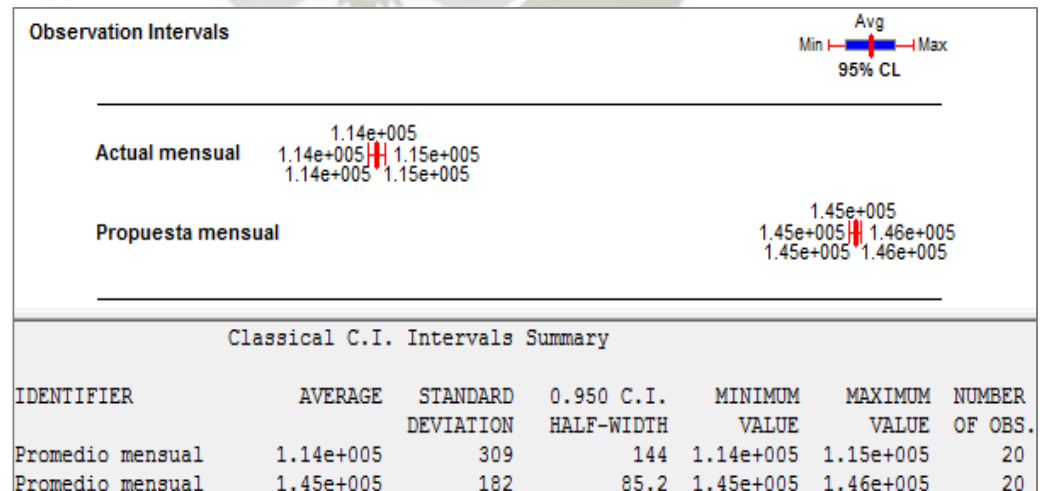 Observation Intervals
Avg
Min Max
95% CL
1.14e+005
Actual mensual 1.14e+005 1.15e+005
1.14e+005 1.15e+005
1.45e+005
Propuesta mensual 1.45e+005 1.46e+005
1.45e+005 1.46e+005
Classical C.I. Intervals Summary
IDENTIFIER AVERAGE STANDARD 0.950 C.I. MINIMUM MAXIMUM NUMBER
DEVIATION HALF-WIDTH VALUE VALUE OF OBS.
Promedio mensual 1.14e+005 309 144 1.14e+005 1.15e+005 20
Promedio mensual 1.45e+005 182 85.2 1.45e+005 1.46e+005 20